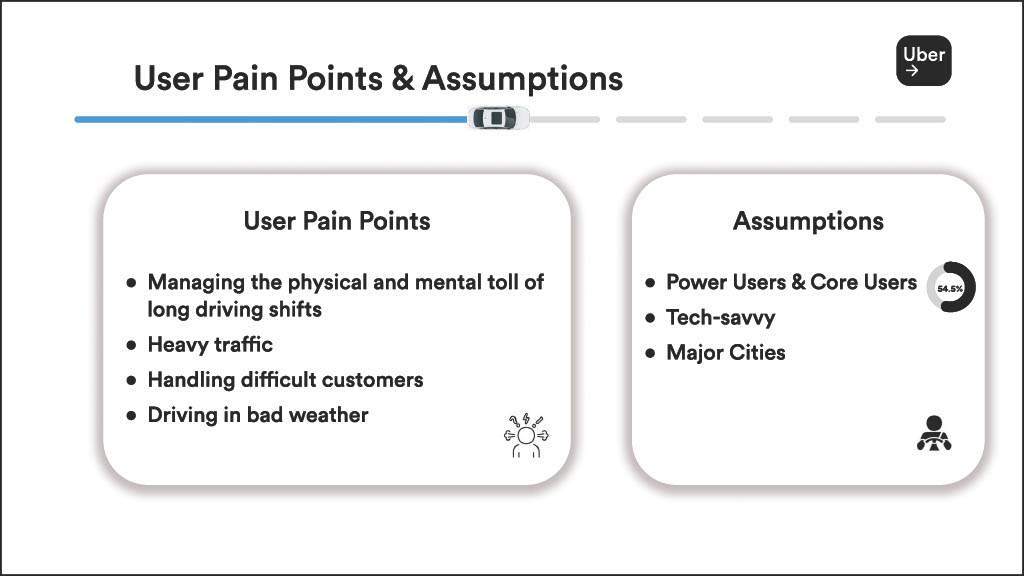 User Pain Points & Assumptions
Uber
User Pain Points
• Managing the physical and mental toll of
long driving shifts
• Heavy traffic
• Handling difficult customers
• Driving in bad weather
Assumptions
• Power Users & Core Users
54.5%
• Tech-savvy
• Major Cities